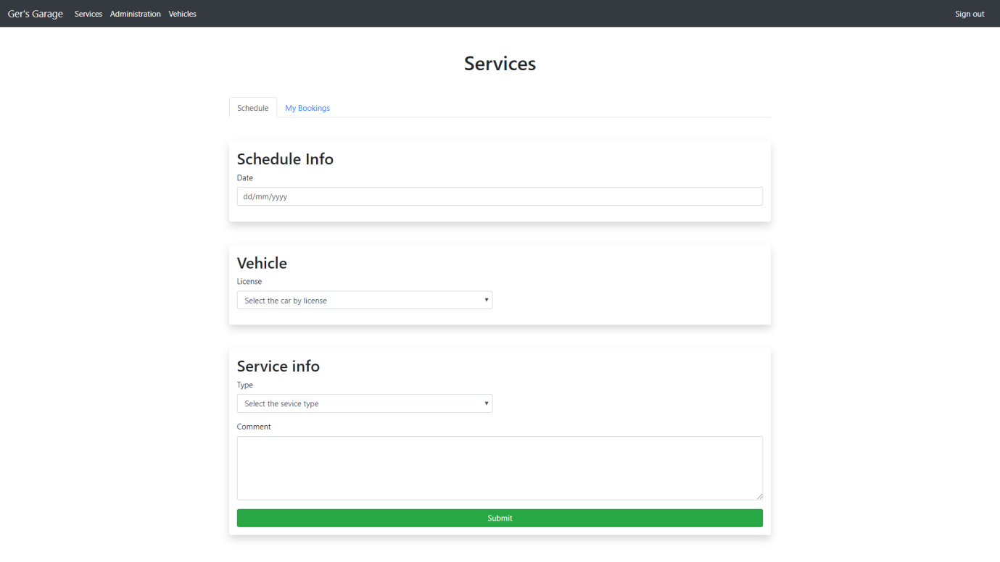 Ger's Garage Services Administration Vehicles Sign out
Services
Schedule My Bookings
Schedule Info
Date
dd/mm/yyyy
Vehicle
License
Select the car by license
Service info
Type
Select the sevice type
Comment
Submit